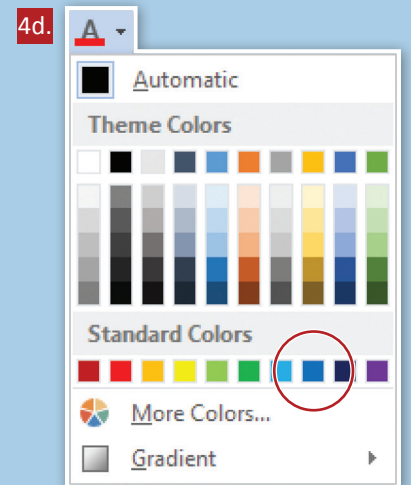 4d.
A
Automatic
Theme Colors
Standard Colors
More Colors...
Gradient